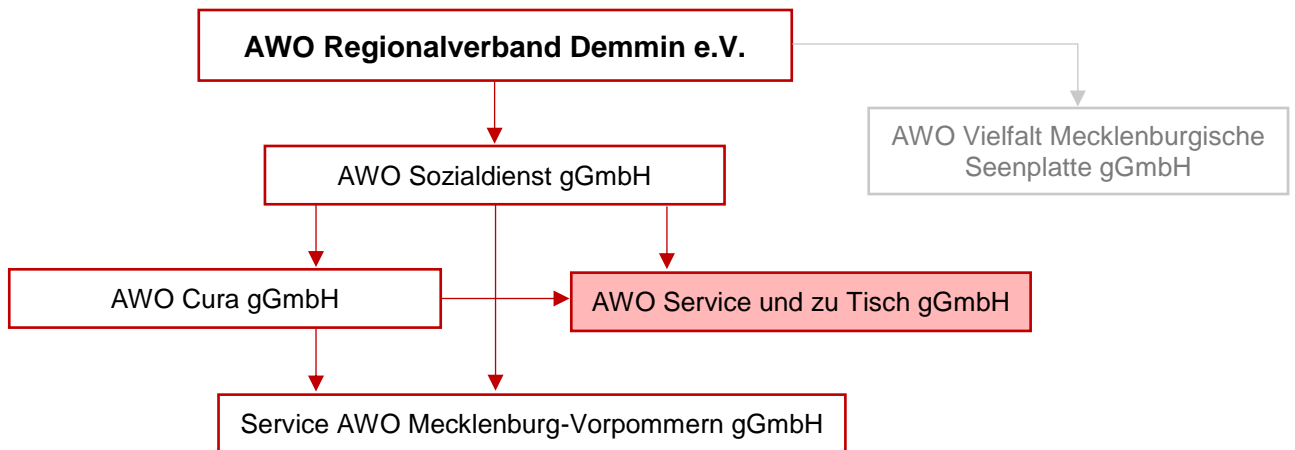 AWO Regionalverband Demmin e.V.
AWO Vielfalt Mecklenburgische
Seenplatte gGmbH
AWO Sozialdienst gGmbH
AWO Cura gGmbH
AWO Service und zu Tisch gGmbH
Service AWO Mecklenburg-Vorpommern gGmbH